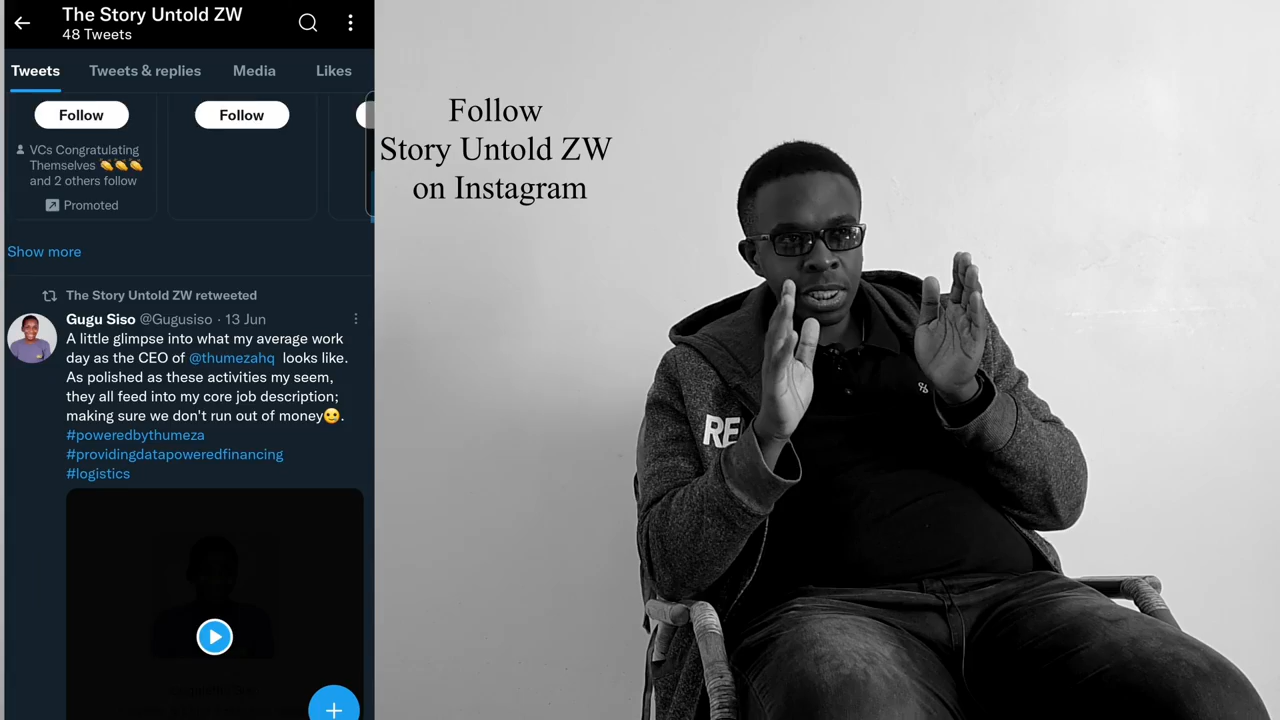 The Story Untold ZW
48 Tweets
Tweets
Tweets & replies
Media
Likes
Follow
Follow
VCs Congratulating
Themselves 👏👏👏
and 2 others follow
Promoted
Show more
The Story Untold ZW retweeted
Gugu Siso @Gugusiso · 13 Jun
A little glimpse into what my average work
day as the CEO of @thumezahq looks like.
As polished as these activities my seem,
they all feed into my core job description;
making sure we don't run out of money😉.
#poweredbythumeza
#providingdatapoweredfinancing
#logistics
Follow
Story Untold ZW
on Instagram
RE